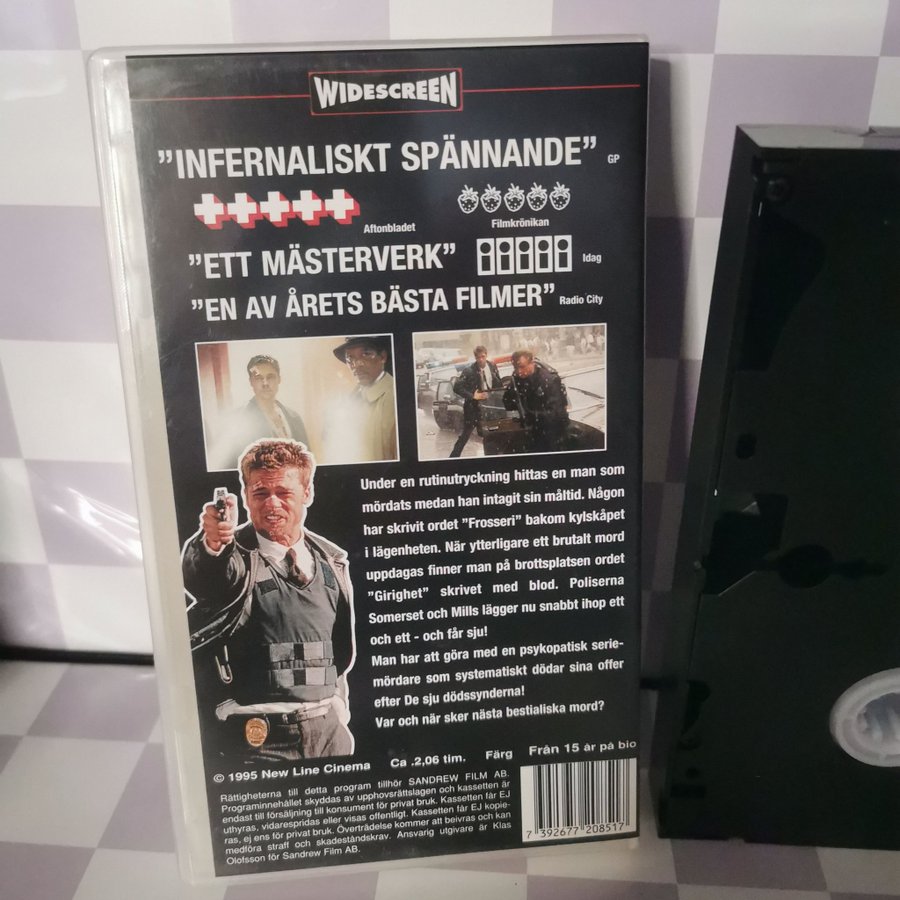 WIDESCREEN
"INFERNALISKT SPÄNNANDE" GP
Aftonbladet Filmkrönikan
"ETT MÄSTERVERK" Idag
"EN AV ÅRETS BÄSTA FILMER" Radio City
Under en rutinutryckning hittas en man som
mördats medan han intagit sin måltid. Någon
har skrivit ordet "Frosseri" bakom kylskåpet
i lägenheten. När ytterligare ett brutalt mord
uppdagas finner man på brottsplatsen ordet
"Girighet" skrivet med blod. Poliserna
Somerset och Mills lägger nu snabbt ihop ett
och ett - och får sju!
Man har att göra med en psykopatisk serie-
mördare som systematiskt dödar sina offer
efter De sju dödssynderna!
Var och när sker nästa bestialiska mord?
© 1995 New Line Cinema Ca .2,06 tim. Färg Från 15 år på bio
Rättigheterna till detta program tillhör SANDREW FILM AB.
Programinnehållet skyddas av upphovsrättslagen och kassetten är
endast till försäljning till konsument för privat bruk. Kassetten får EJ
uthyras, vidarespridas eller visas offentligt. Kassetten får EJ kopie-
ras, ej ens för privat bruk. Överträdelse kommer att beivras och kan
medföra straff och skadeståndskrav. Ansvarig utgivare är Klas
Olofsson för Sandrew Film AB.
7 392677 208517